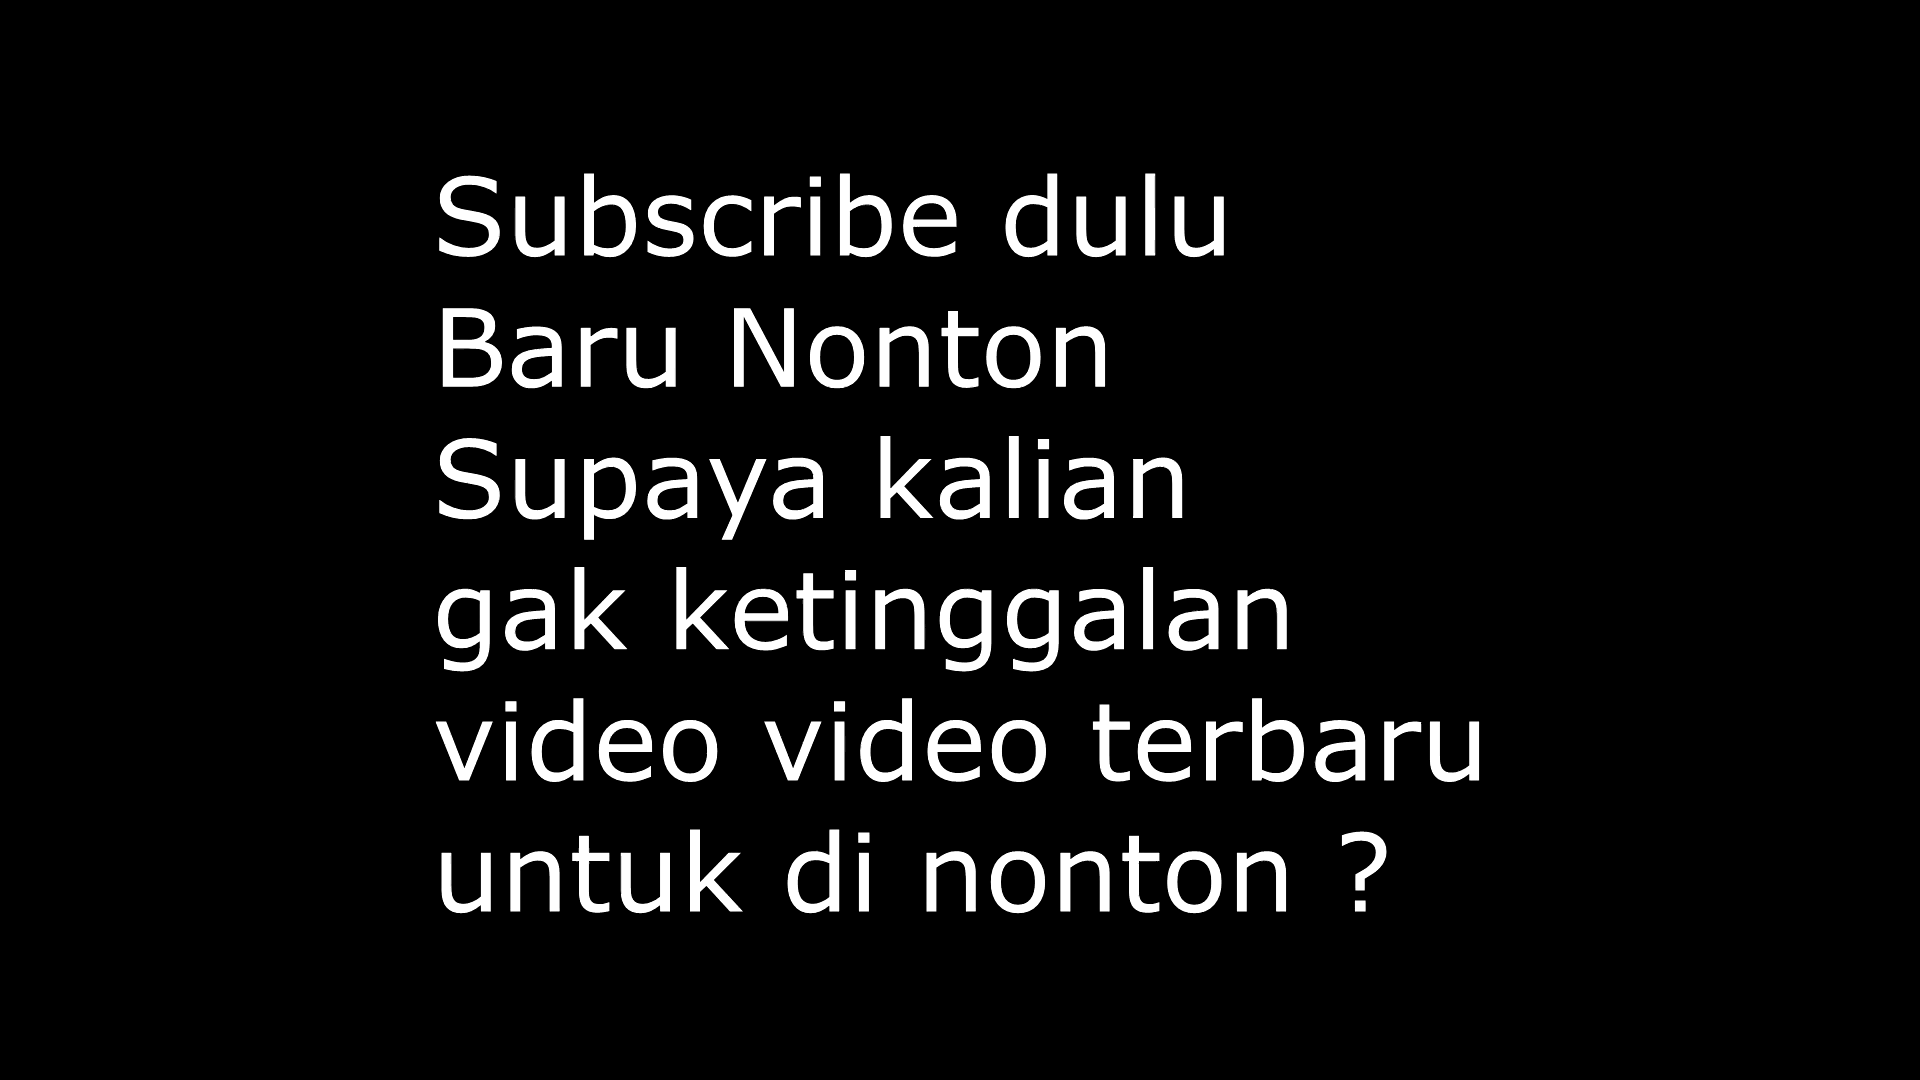 Subscribe dulu
Baru Nonton
Supaya kalian
gak ketinggalan
video video terbaru
untuk di nonton ?